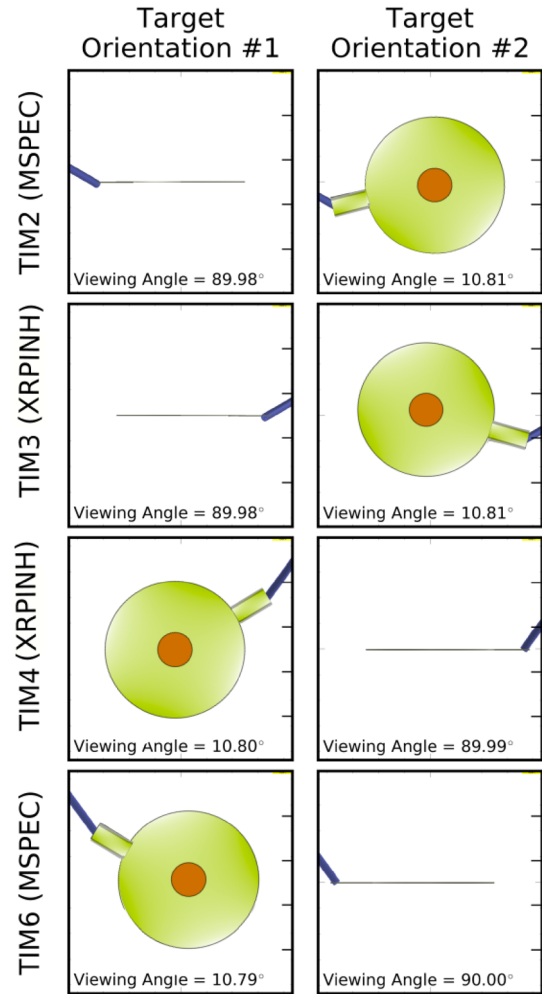 Target
Orientation #1
Target
Orientation #2
TIM2 (MSPEC)
Viewing Angle = 89.98°
Viewing Angle = 10.81°
TIM3 (XRPINH)
Viewing Angle = 89.98°
Viewing Angle = 10.81°
TIM4 (XRPINH)
Viewing Angle = 10.80°
Viewing Angle = 89.99°
TIM6 (MSPEC)
Viewing Angle = 10.79°
Viewing Angle = 90.00°